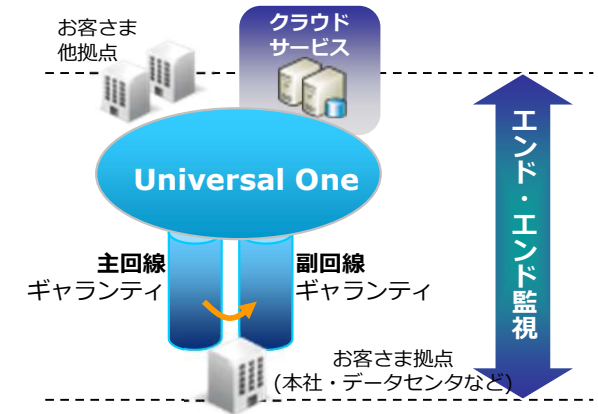 お客さま
他拠点
クラウド
サービス
Universal One
主回線
ギャランティ
副回線
ギャランティ
お客さま拠点
(本社・データセンタなど)
エンド・エンド監視